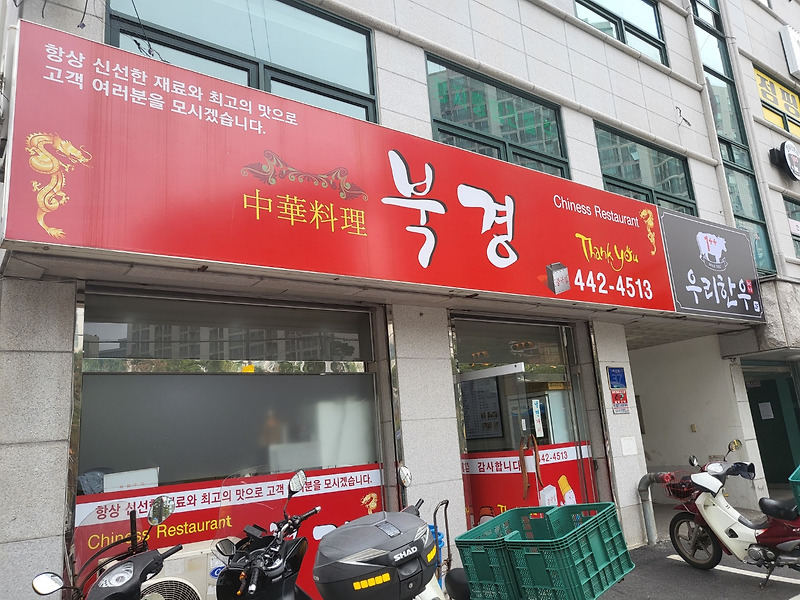 항상 신선한 재료와 최고의 맛으로
고객 여러분을 모시겠습니다.
中華料理
북경
Chiness Restaurant
Thank you
442-4513
우리한우
항상 신선한 재료와 최고의 맛으로 고객
분을 모시겠습니다.
Chiness Restaurant
감사합니다
442-4513
37
SHAD